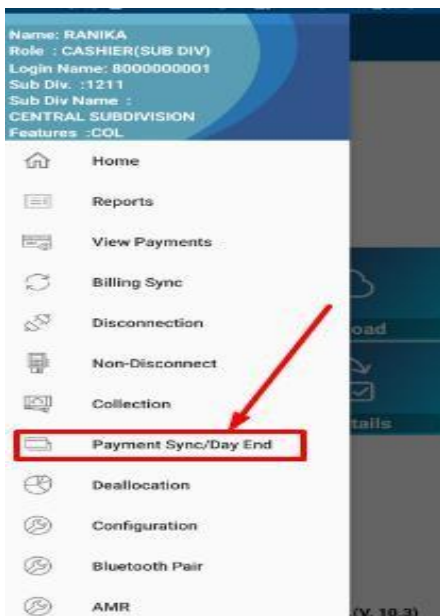 Name: RANIKA
Role : CASHIER(SUB DIV)
Login Name: 8000000001
Sub Div. :1211
Sub Div Name :
CENTRAL SUBDIVISION
Features :COL
Home
Reports
View Payments
Billing Sync
Disconnection
oad
Non-Disconnect
Collection
tails
Payment Sync/Day End
Deallocation
Configuration
Bluetooth Pair
AMR
(V. 10.3)